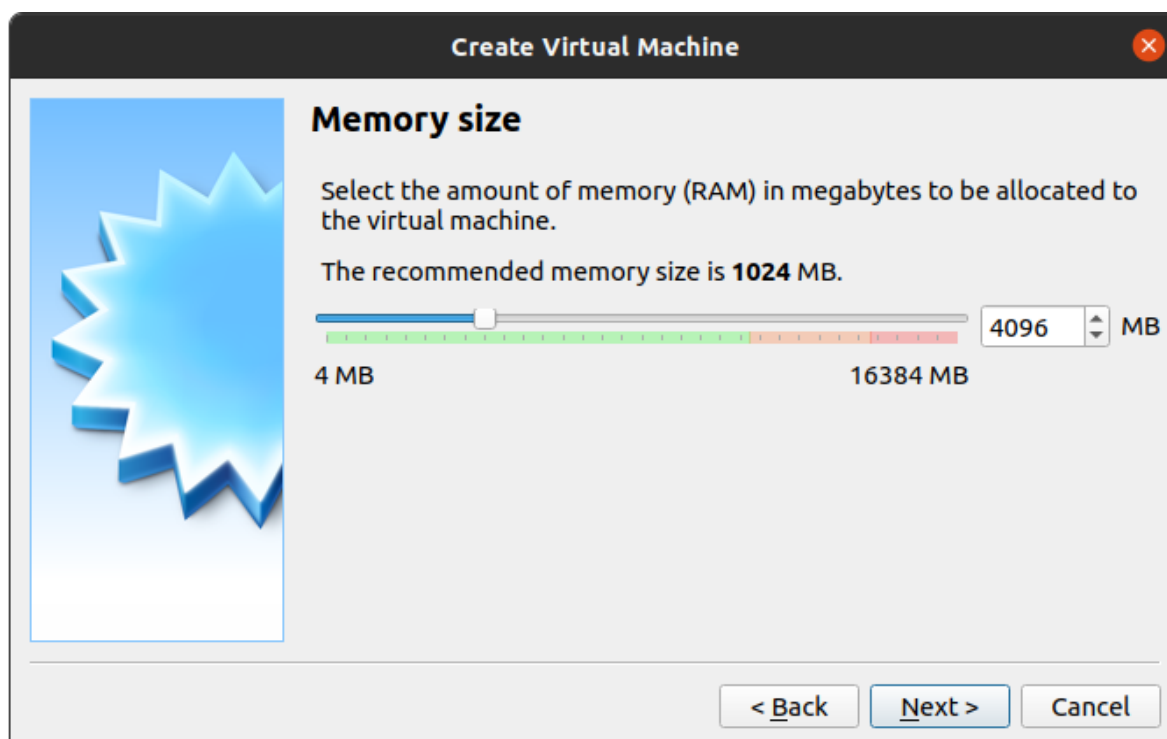 Create Virtual Machine
Memory size
Select the amount of memory (RAM) in megabytes to be allocated to
the virtual machine.
The recommended memory size is 1024 MB.
4096 MB
4 MB 16384 MB
< Back Next > Cancel